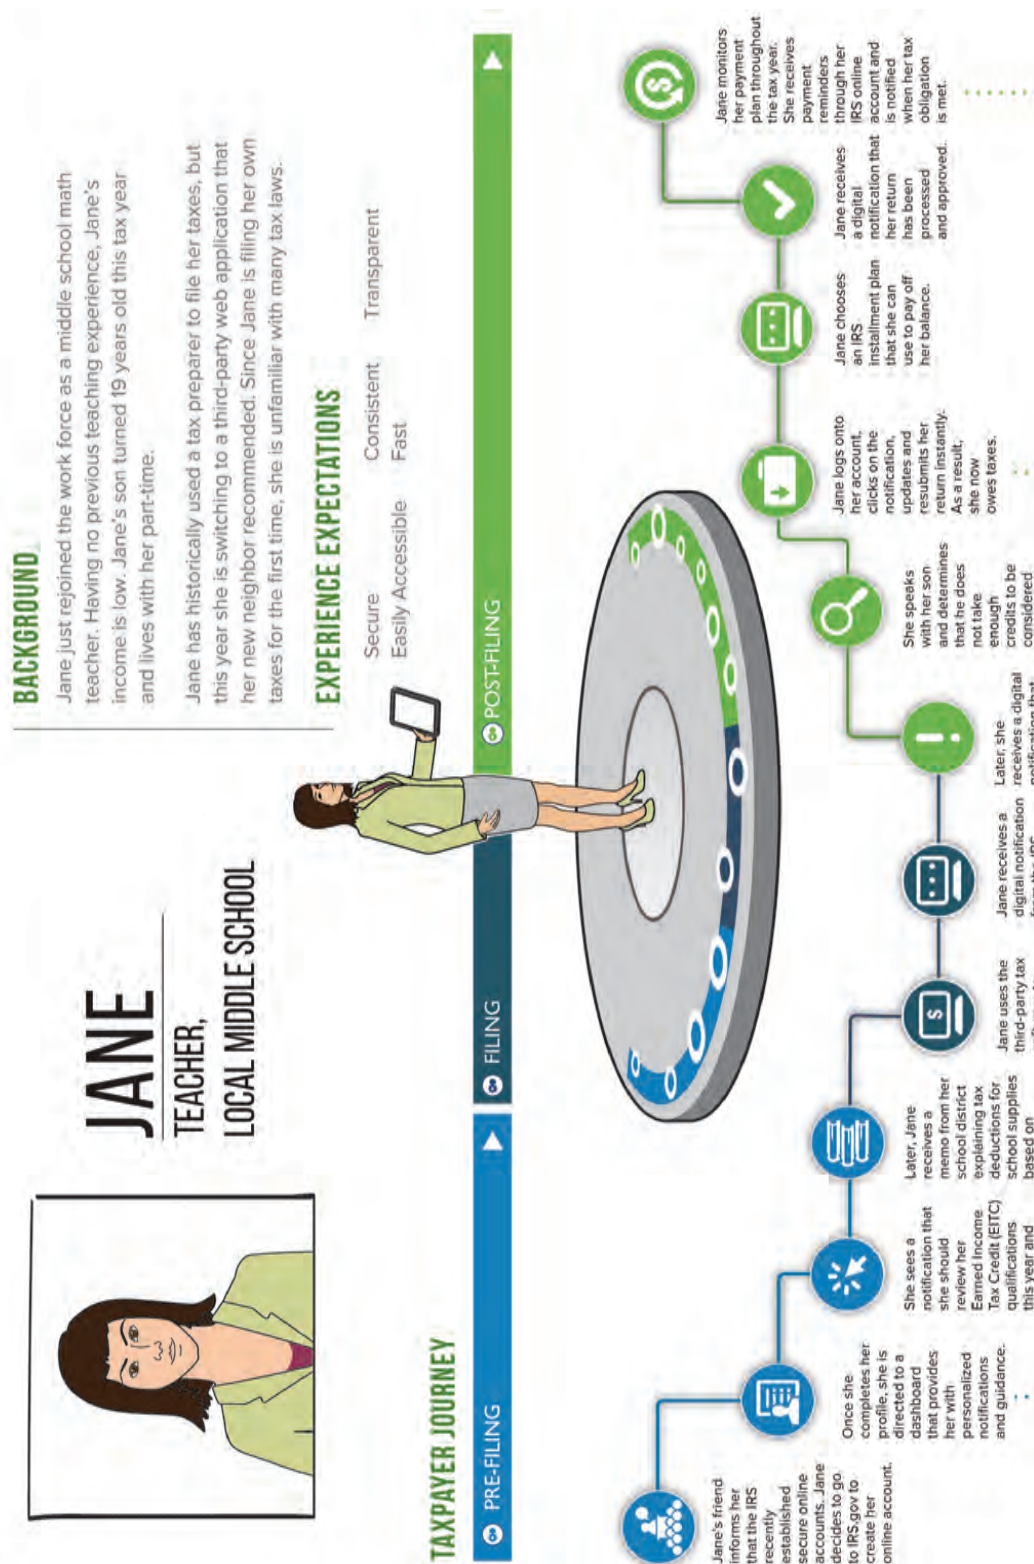 JANE
TEACHER,
LOCAL MIDDLE SCHOOL
BACKGROUND
Jane just rejoined the work force as a middle school math
teacher. Having no previous teaching experience, Jane's
income is low. Jane's son turned 19 years old this tax year
and lives with her part-time.
Jane has historically used a tax preparer to file her taxes, but
this year she is switching to a third-party web application that
her new neighbor recommended. Since Jane is filing her own
taxes for the first time, she is unfamiliar with many tax laws.
EXPERIENCE EXPECTATIONS
Secure Consistent Transparent
Easily Accessible Fast
TAXPAYER JOURNEY
PRE-FILING
FILING
POST-FILING
Jane's friend
informs her
that the IRS
recently
established
secure online
accounts. Jane
decides to go
to IRS.gov to
create her
online account.
Once she
completes her
profile, she is
directed to a
dashboard
that provides
her with
personalized
notifications
and guidance.
She sees a
notification that
she should
review her
Earned Income
Tax Credit (EITC)
qualifications
this year and
Later, Jane
receives a
memo from her
school district
explaining tax
deductions for
school supplies
based on
$
Jane uses the
third-party tax
Jane receives a
digital notification
from the IRS
!
Later, she
receives a digital
notification that
She speaks
with her son
and determines
that he does
not take
enough
credits to be
considered
Jane logs onto
her account,
clicks on the
notification,
updates and
resubmits her
return instantly.
As a result,
she now
owes taxes.
Jane chooses
an IRS
installment plan
that she can
use to pay off
her balance.
Jane receives
a digital
notification that
her return
has been
processed
and approved.
$
Jane monitors
her payment
plan throughout
the tax year.
She receives
payment
reminders
through her
IRS online
account and
is notified
when her tax
obligation
is met.